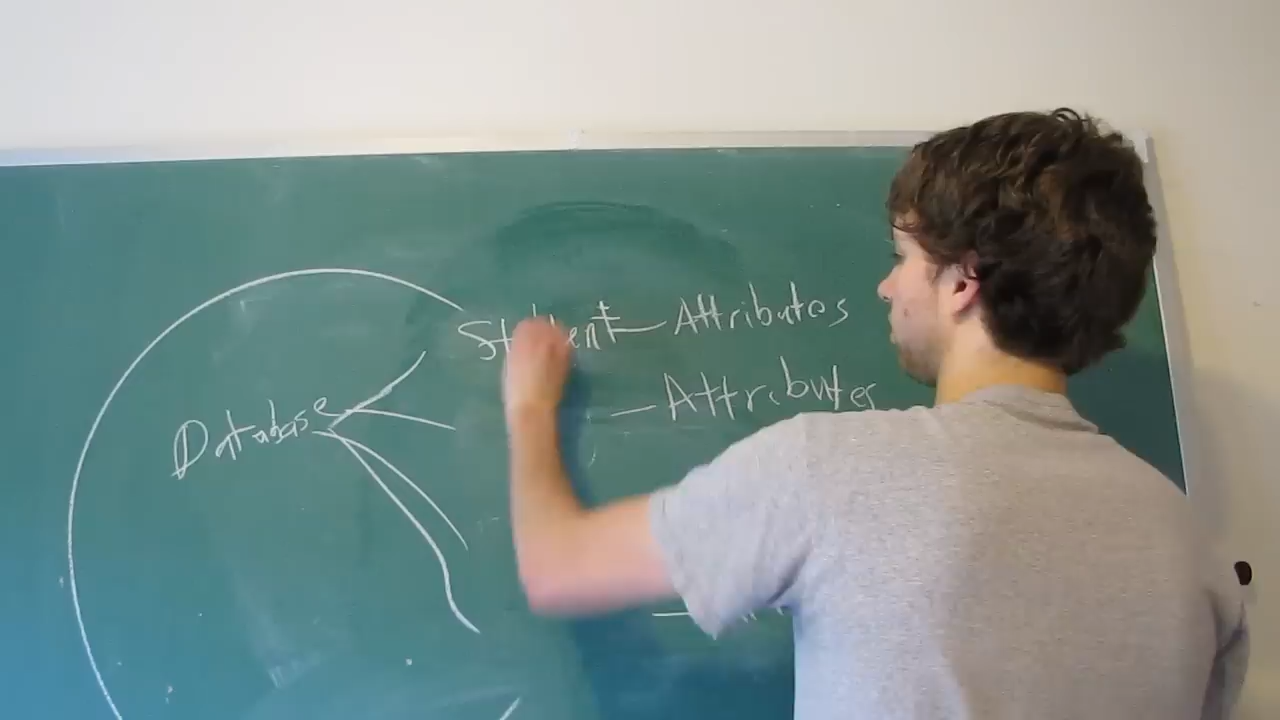 Student — Attributes
Database — Attributes